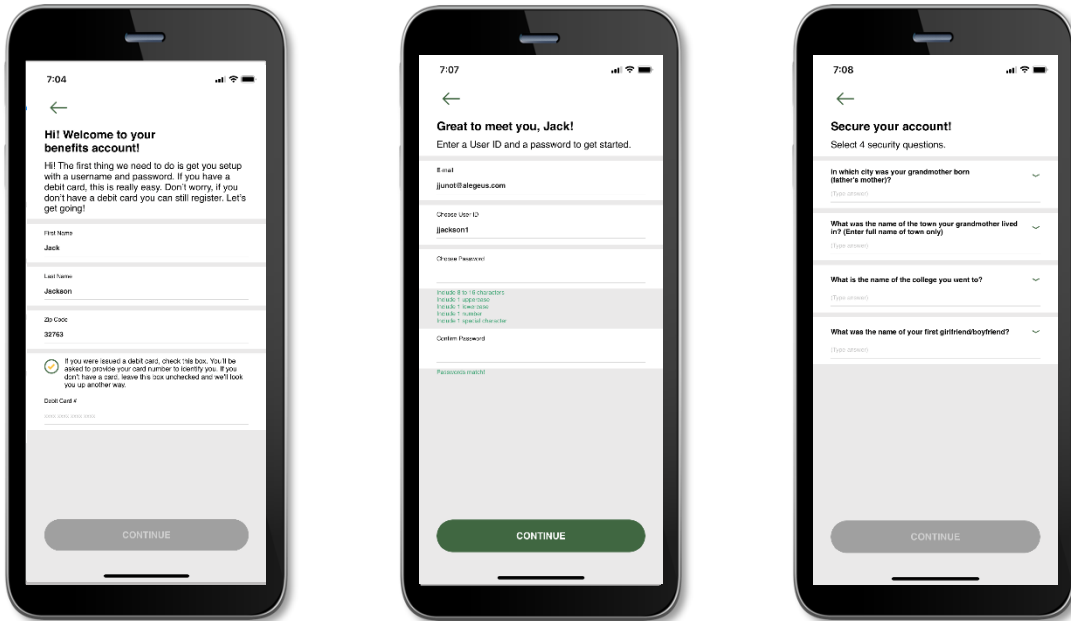 7:04
Hi! Welcome to your
benefits account!
Hi! The first thing we need to do is get you setup
with a username and password. If you have a
debit card, this is really easy. Don't worry, if you
don't have a debit card you can still register. Let's
get going!
First Name
Jack
Last Name
Jackson
Zip Code
32763
If you were issued a debit card, check this box. You'll be
asked to provide your card number to identify you. If you
don't have a card, leave this box unchecked and we'll look
you up another way.
Debit Card #
CONTINUE
7:07
Great to meet you, Jack!
Enter a User ID and a password to get started.
E-mail
jjunot@alegeus.com
Choose User ID
jjackson1
Choose Password
Include 8 to 16 characters
Include 1 uppercase
Include 1 lowercase
Include 1 number
Include 1 special character
Confirm Password
Passwords match!
CONTINUE
7:08
Secure your account!
Select 4 security questions.
In which city was your grandmother born
(father's mother)?
(Type answer)
What was the name of the town your grandmother lived
in? (Enter full name of town only)
(Type answer)
What is the name of the college you went to?
(Type answer)
What was the name of your first girlfriend/boyfriend?
(Type answer)
CONTINUE